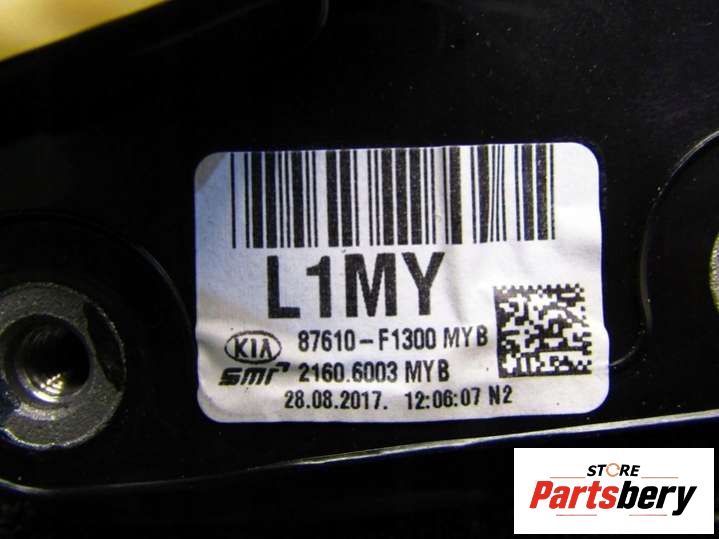 L1MY
KIA 87610-F1300 MYB
SMR 2160.6003 MYB
28.08.2017. 12:06:07 N2
STORE
Partsbery